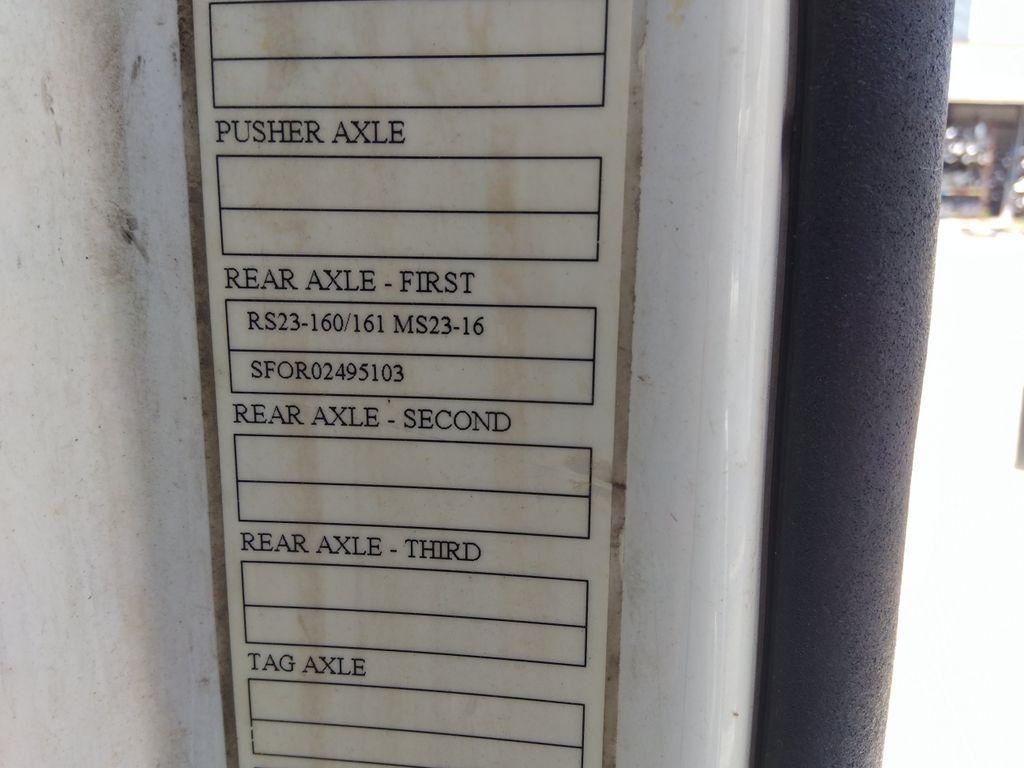 PUSHER AXLE
REAR AXLE - FIRST
RS23-160/161 MS23-16
SFOR02495103
REAR AXLE - SECOND
REAR AXLE - THIRD
TAG AXLE